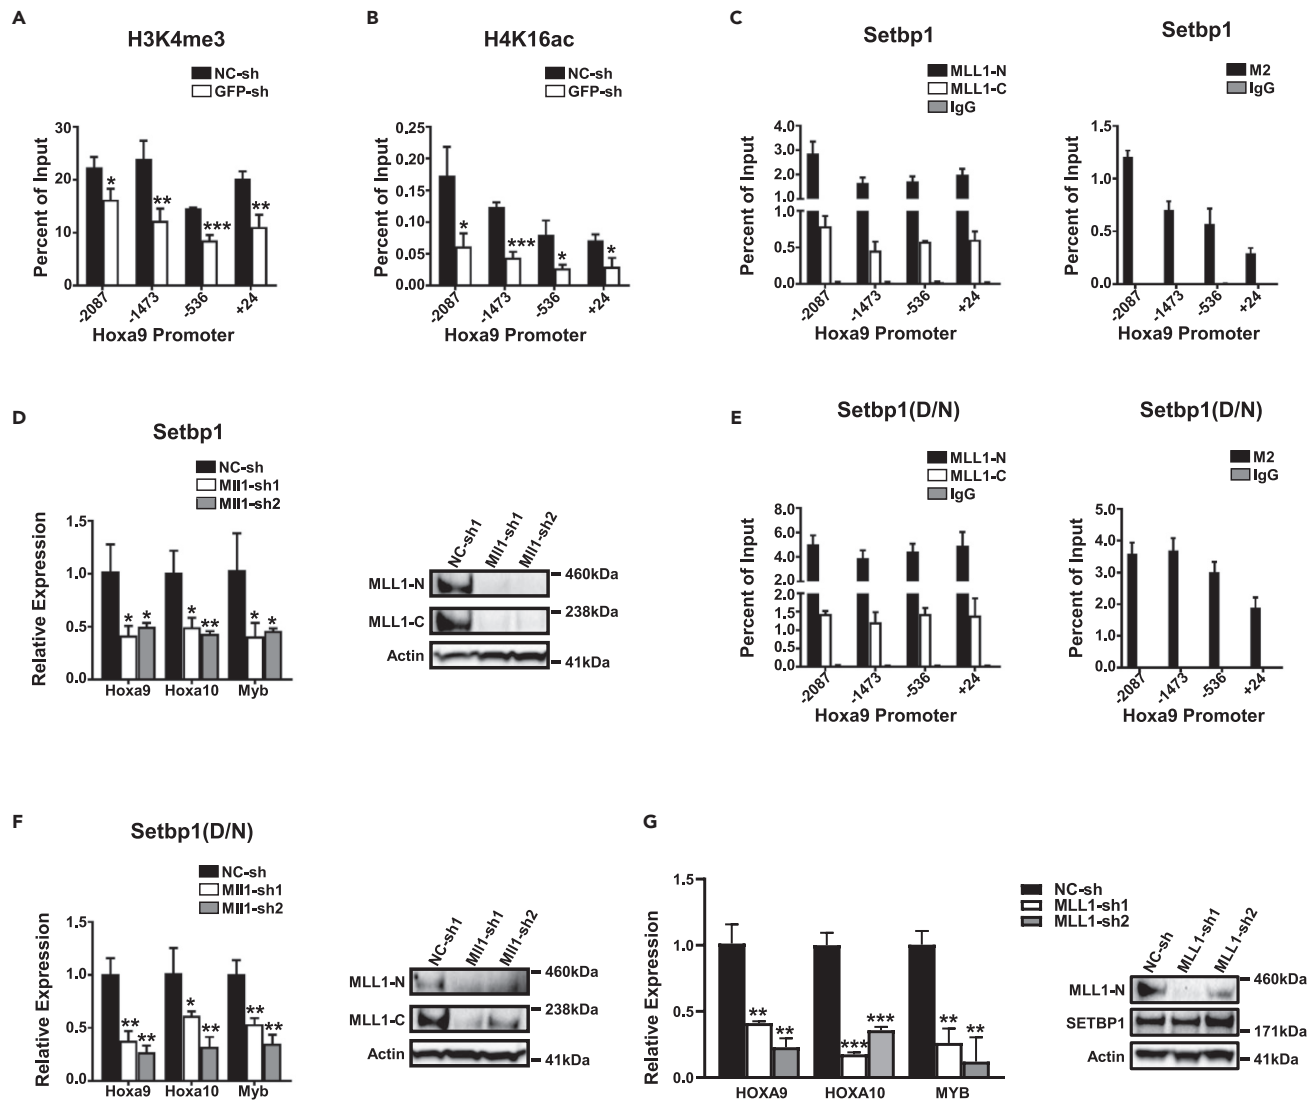 A
H3K4me3
NC-sh
GFP-sh
Percent of Input
30
20
10
0
* ** *** **
-2087 -1473 -536 +24
Hoxa9 Promoter
B
H4K16ac
NC-sh
GFP-sh
Percent of Input
0.25
0.20
0.15
0.10
0.05
0.00
* *** * *
-2087 -1473 -536 +24
Hoxa9 Promoter
C
Setbp1
MLL1-N
MLL1-C
IgG
Percent of Input
4.0
3.0
2.0
1.0
1.0
0.5
0.0
-2087 -1473 -536 +24
Hoxa9 Promoter
Setbp1
M2
IgG
Percent of Input
1.5
1.0
0.5
0.0
-2087 -1473 -536 +24
Hoxa9 Promoter
D
Setbp1
NC-sh
Mll1-sh1
Mll1-sh2
Relative Expression
1.5
1.0
0.5
0.0
* * * ** * *
Hoxa9 Hoxa10 Myb
NC-sh1 Mll1-sh1 Mll1-sh2
MLL1-N
460kDa
MLL1-C
238kDa
Actin
41kDa
E
Setbp1(D/N)
MLL1-N
MLL1-C
IgG
Percent of Input
8.0
6.0
4.0
2.0
2.0
1.5
1.0
0.5
0.0
-2087 -1473 -536 +24
Hoxa9 Promoter
Setbp1(D/N)
M2
IgG
Percent of Input
5.0
4.0
3.0
2.0
1.0
0.0
-2087 -1473 -536 +24
Hoxa9 Promoter
F
Setbp1(D/N)
NC-sh
Mll1-sh1
Mll1-sh2
Relative Expression
1.5
1.0
0.5
0.0
** ** * ** ** **
Hoxa9 Hoxa10 Myb
NC-sh1 Mll1-sh1 Mll1-sh2
MLL1-N
460kDa
MLL1-C
238kDa
Actin
41kDa
G
NC-sh
MLL1-sh1
MLL1-sh2
Relative Expression
1.5
1.0
0.5
0.0
** ** *** *** ** **
HOXA9 HOXA10 MYB
NC-sh MLL1-sh1 MLL1-sh2
MLL1-N
460kDa
SETBP1
171kDa
Actin
41kDa